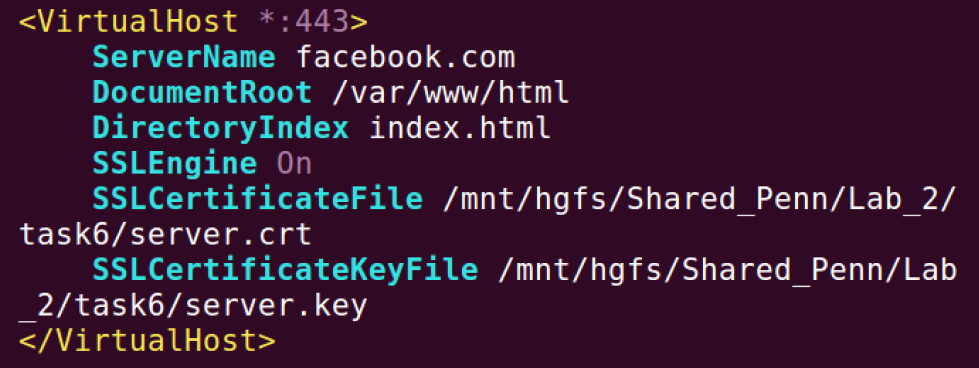 <VirtualHost *:443>
    ServerName facebook.com
    DocumentRoot /var/www/html
    DirectoryIndex index.html
    SSLEngine On
    SSLCertificateFile /mnt/hgfs/Shared_Penn/Lab_2/
task6/server.crt
    SSLCertificateKeyFile /mnt/hgfs/Shared_Penn/Lab
_2/task6/server.key
</VirtualHost>